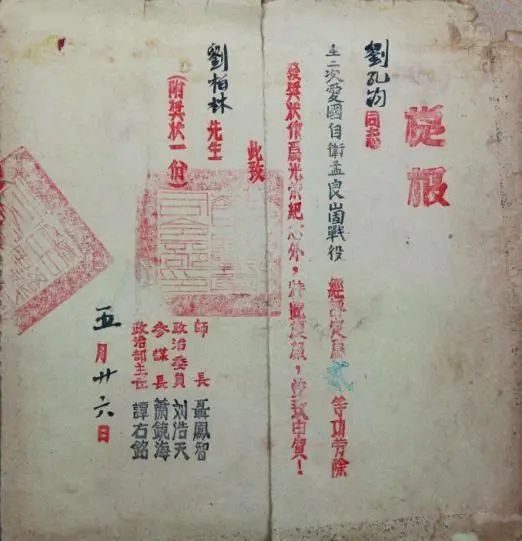 捷報
劉孔同志
在二次愛國自衛孟良崮戰役 經評定爲 等功勞除
發獎狀作爲光榮紀念外，特此捷報，並致由賀！
此致
劉柏林 先生
(附獎狀一份)
師長 聶鳳智
政治委員 刘浩天
參謀長 蕭鏡海
政治部主任 譚右銘
五月廿六日